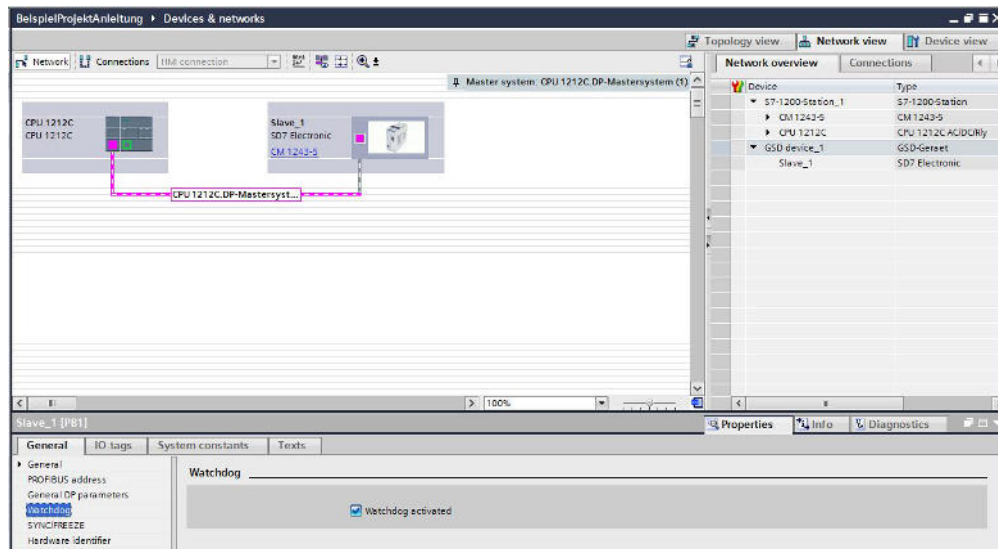 BeispielProjektAnleitung ▸ Devices & networks
Topology view Network view Device view
Network Connections HMI connection
Network overview Connections
Master system: CPU 1212C.DP-Mastersystem (1)
Device Type
S7-1200-Station_1 S7-1200-Station
CM 1243-5 CM 1243-5
CPU 1212C CPU 1212C AC/DC/Rly
GSD device_1 GSD-Geraet
Slave_1 SD7 Electronic
CPU 1212C
CPU 1212C
Slave_1
SD7 Electronic
CM 1243-5
CPU 1212C.DP-Mastersyst...
100%
Slave_1 [PB1]
Properties Info Diagnostics
General IO tags System constants Texts
General
PROFIBUS address
General DP parameters
Watchdog
SYNC/FREEZE
Hardware identifier
Watchdog
Watchdog activated